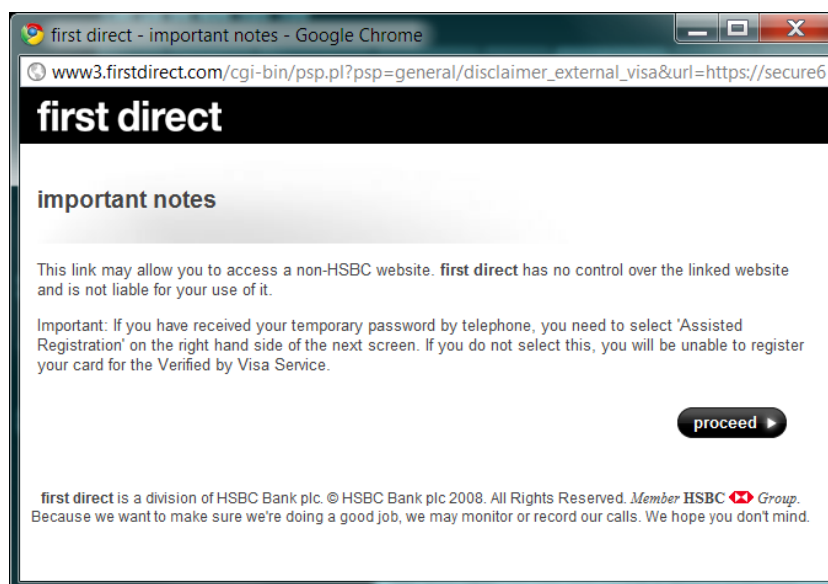 first direct - important notes - Google Chrome
www3.firstdirect.com/cgi-bin/psp.pl?psp=general/disclaimer_external_visa&url=https://secure6
first direct
important notes
This link may allow you to access a non-HSBC website. first direct has no control over the linked website
and is not liable for your use of it.
Important: If you have received your temporary password by telephone, you need to select 'Assisted
Registration' on the right hand side of the next screen. If you do not select this, you will be unable to register
your card for the Verified by Visa Service.
proceed
first direct is a division of HSBC Bank plc. © HSBC Bank plc 2008. All Rights Reserved. Member HSBC Group.
Because we want to make sure we're doing a good job, we may monitor or record our calls. We hope you don't mind.